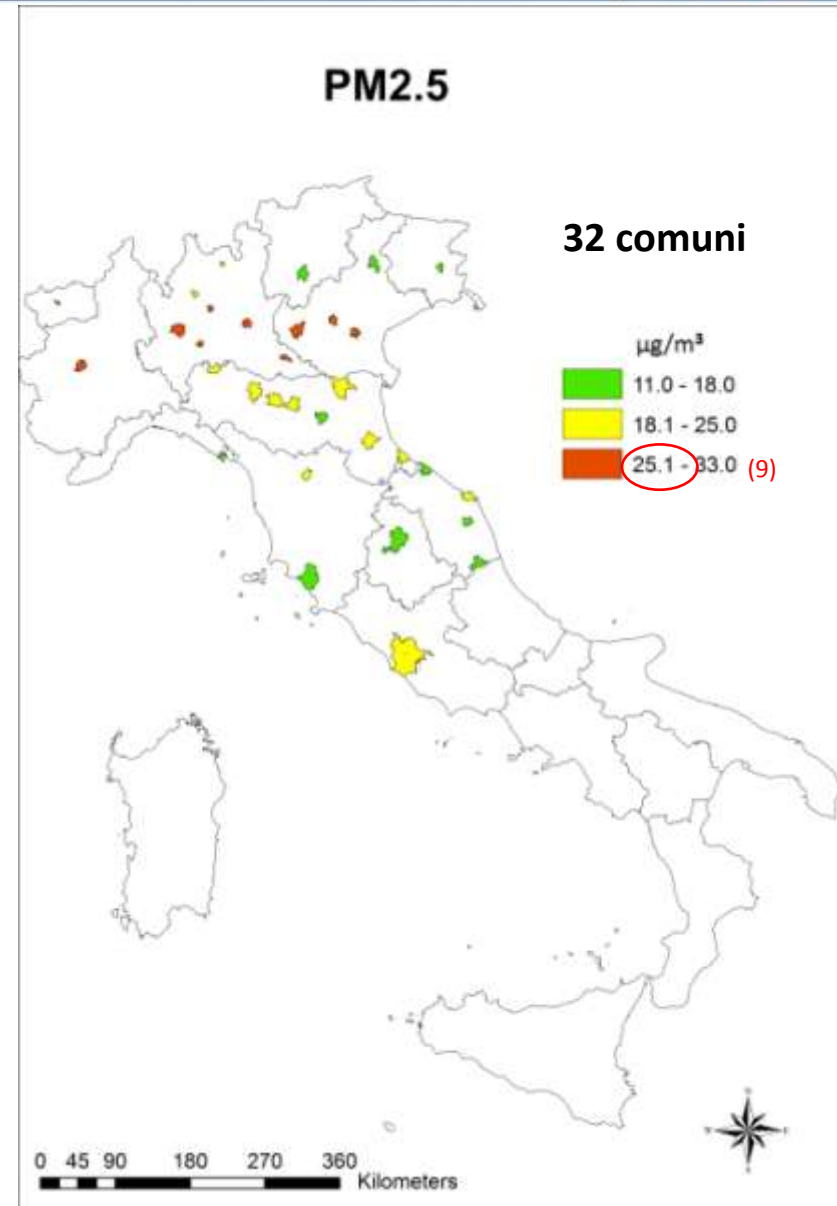 PM2.5
32 comuni
µg/m³
11.0 - 18.0
18.1 - 25.0
25.1 - 33.0 (9)
0 45 90 180 270 360
Kilometers